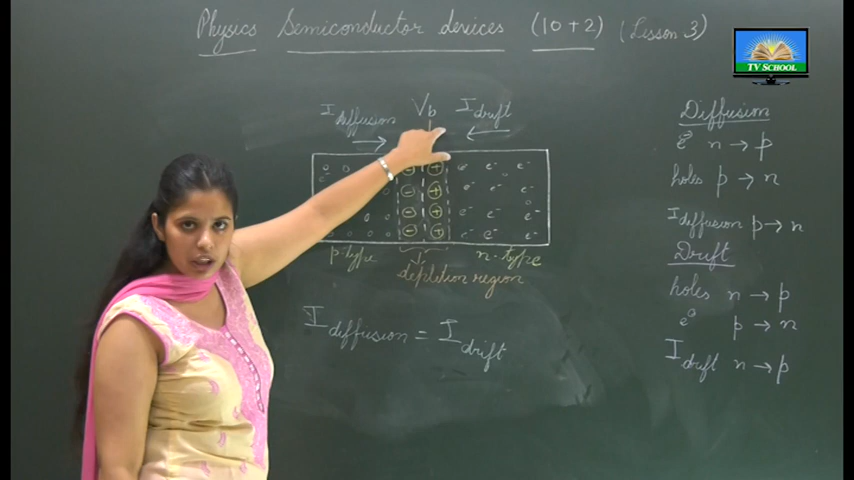 Physics Semiconductor devices (10+2) (Lesson 3)
TV SCHOOL
I diffusion V b I drift
→ ←
o o - + e⁻ e⁻ e⁻
- + e⁻ e⁻
o o - + e⁻ e⁻ e⁻
- + e⁻ e⁻ e⁻
p-type n-type
depletion region
I diffusion = I drift
Diffusion
e⁻ n → p
holes p → n
I diffusion p → n
Drift
holes n → p
e⁻ p → n
I drift n → p